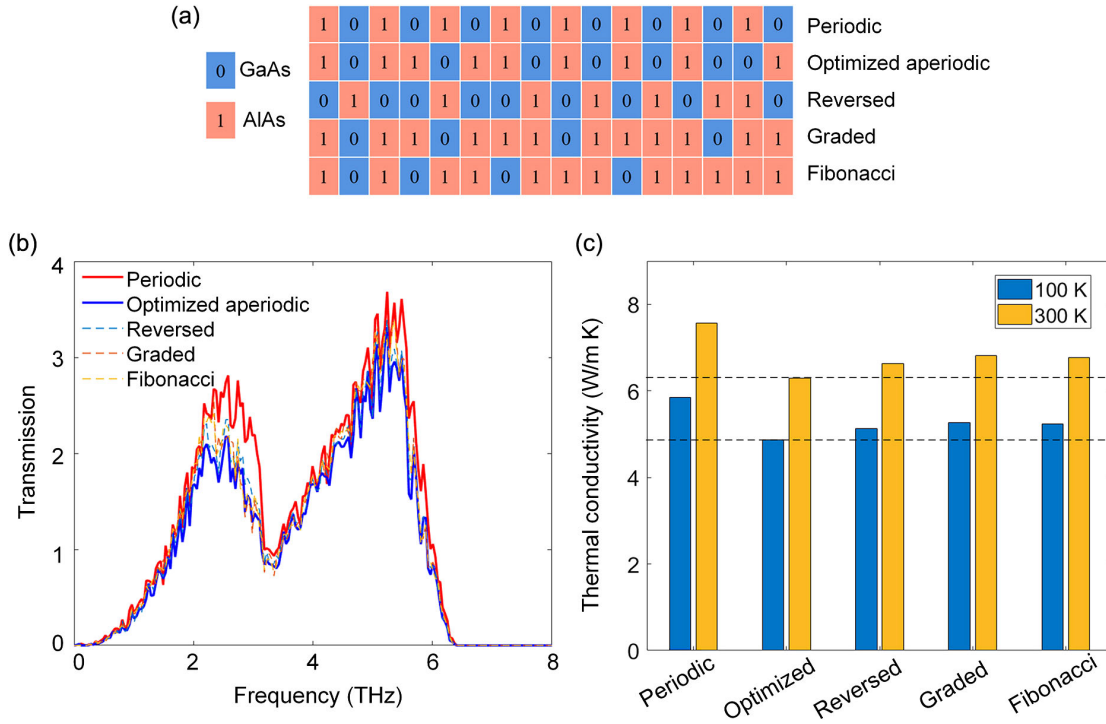 (a)
1 0 1 0 1 0 1 0 1 0 1 0 1 0 1 0 Periodic
0 GaAs
1 0 1 1 0 1 1 0 1 0 1 0 1 0 0 1 Optimized aperiodic
1 AlAs
0 1 0 0 1 0 0 1 0 1 0 1 0 1 1 0 Reversed
1 0 1 1 0 1 1 1 0 1 1 1 1 0 1 1 Graded
1 0 1 0 1 1 0 1 1 1 0 1 1 1 1 1 Fibonacci
(b)
4
3
2
1
0
Transmission
Periodic
Optimized aperiodic
Reversed
Graded
Fibonacci
0 2 4 6 8
Frequency (THz)
(c)
8
6
4
2
0
Thermal conductivity (W/m K)
100 K
300 K
Periodic
Optimized
Reversed
Graded
Fibonacci